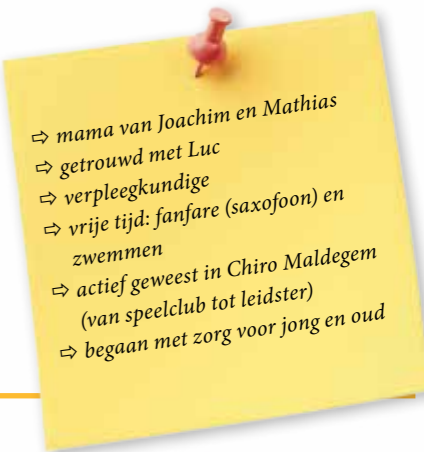 ⇨ mama van Joachim en Mathias
⇨ getrouwd met Luc
⇨ verpleegkundige
⇨ vrije tijd: fanfare (saxofoon) en
zwemmen
⇨ actief geweest in Chiro Maldegem
(van speelclub tot leidster)
⇨ begaan met zorg voor jong en oud